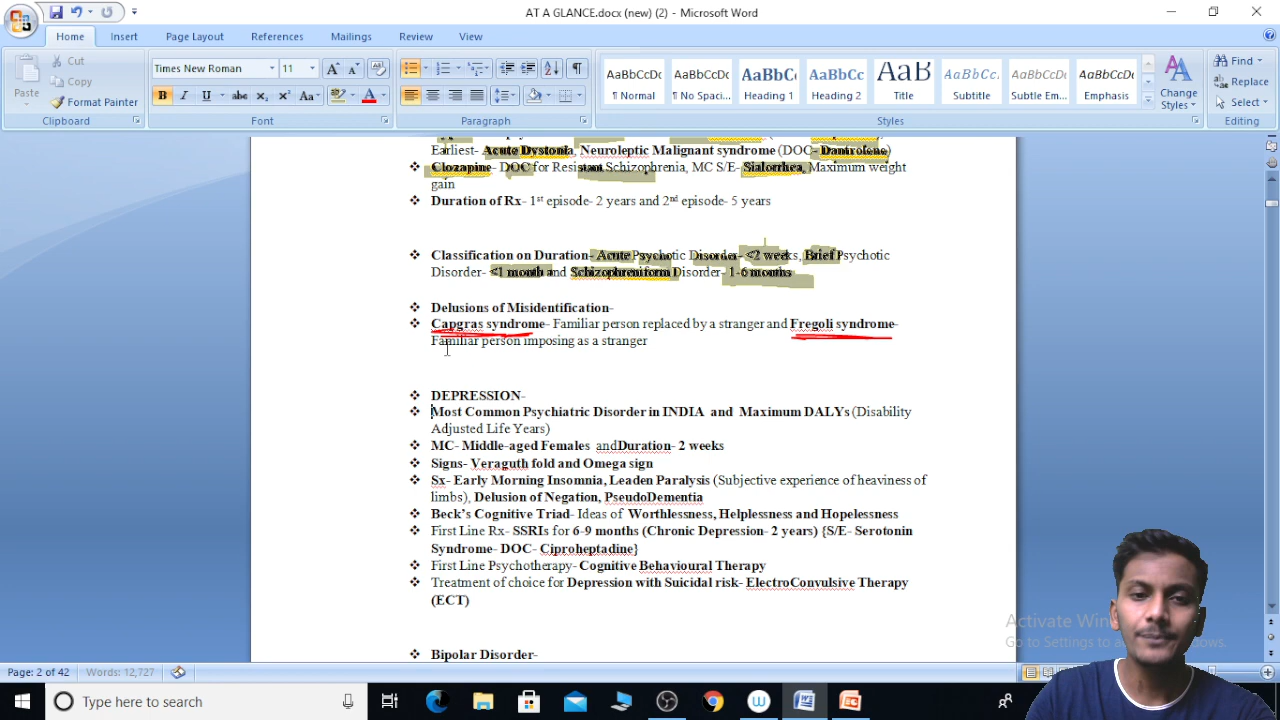 AT A GLANCE.docx (new) (2) - Microsoft Word
Home Insert Page Layout References Mailings Review View
Paste
Cut
Copy
Format Painter
Clipboard
Times New Roman 11
Font
Paragraph
AaBbCcDc AaBbCcDc AaBbC AaBbCc AaB AaBbCc. AaBbCcDc AaBbCcDc
¶ Normal ¶ No Spaci... Heading 1 Heading 2 Title Subtitle Subtle Em... Emphasis
Change Styles
Styles
Find
Replace
Select
Editing
Earliest- Acute Dystonia, Neuroleptic Malignant syndrome (DOC- Dantrolene)
❖ Clozapine- DOC for Resistant Schizophrenia, MC S/E- Sialorrhea, Maximum weight
gain
❖ Duration of Rx- 1st episode- 2 years and 2nd episode- 5 years
❖ Classification on Duration- Acute Psychotic Disorder- <2 weeks, Brief Psychotic
Disorder- <1 month and Schizophreniform Disorder- 1-6 months
❖ Delusions of Misidentification-
❖ Capgras syndrome- Familiar person replaced by a stranger and Fregoli syndrome-
Familiar person imposing as a stranger
❖ DEPRESSION-
❖ Most Common Psychiatric Disorder in INDIA and Maximum DALYs (Disability
Adjusted Life Years)
❖ MC- Middle-aged Females andDuration- 2 weeks
❖ Signs- Veraguth fold and Omega sign
❖ Sx- Early Morning Insomnia, Leaden Paralysis (Subjective experience of heaviness of
limbs), Delusion of Negation, PseudoDementia
❖ Beck's Cognitive Triad- Ideas of Worthlessness, Helplessness and Hopelessness
❖ First Line Rx- SSRIs for 6-9 months (Chronic Depression- 2 years) {S/E- Serotonin
Syndrome- DOC- Ciproheptadine}
❖ First Line Psychotherapy- Cognitive Behavioural Therapy
❖ Treatment of choice for Depression with Suicidal risk- ElectroConvulsive Therapy
(ECT)
❖ Bipolar Disorder-
Activate Win
Go to Settings to a ows.
Page: 2 of 42 Words: 12,727
Type here to search